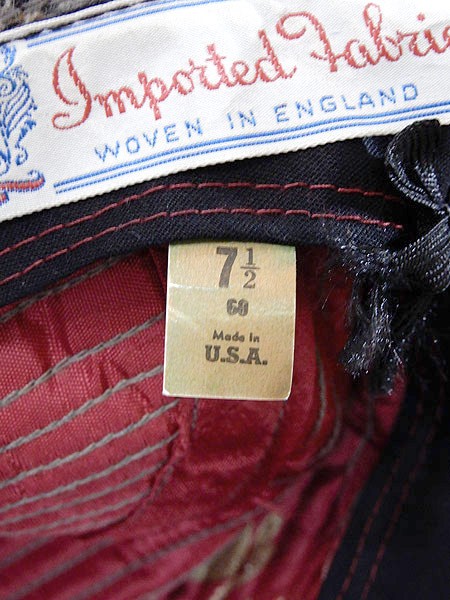 Imported Fabric
WOVEN IN ENGLAND
7 1/2
60
Made in
U.S.A.